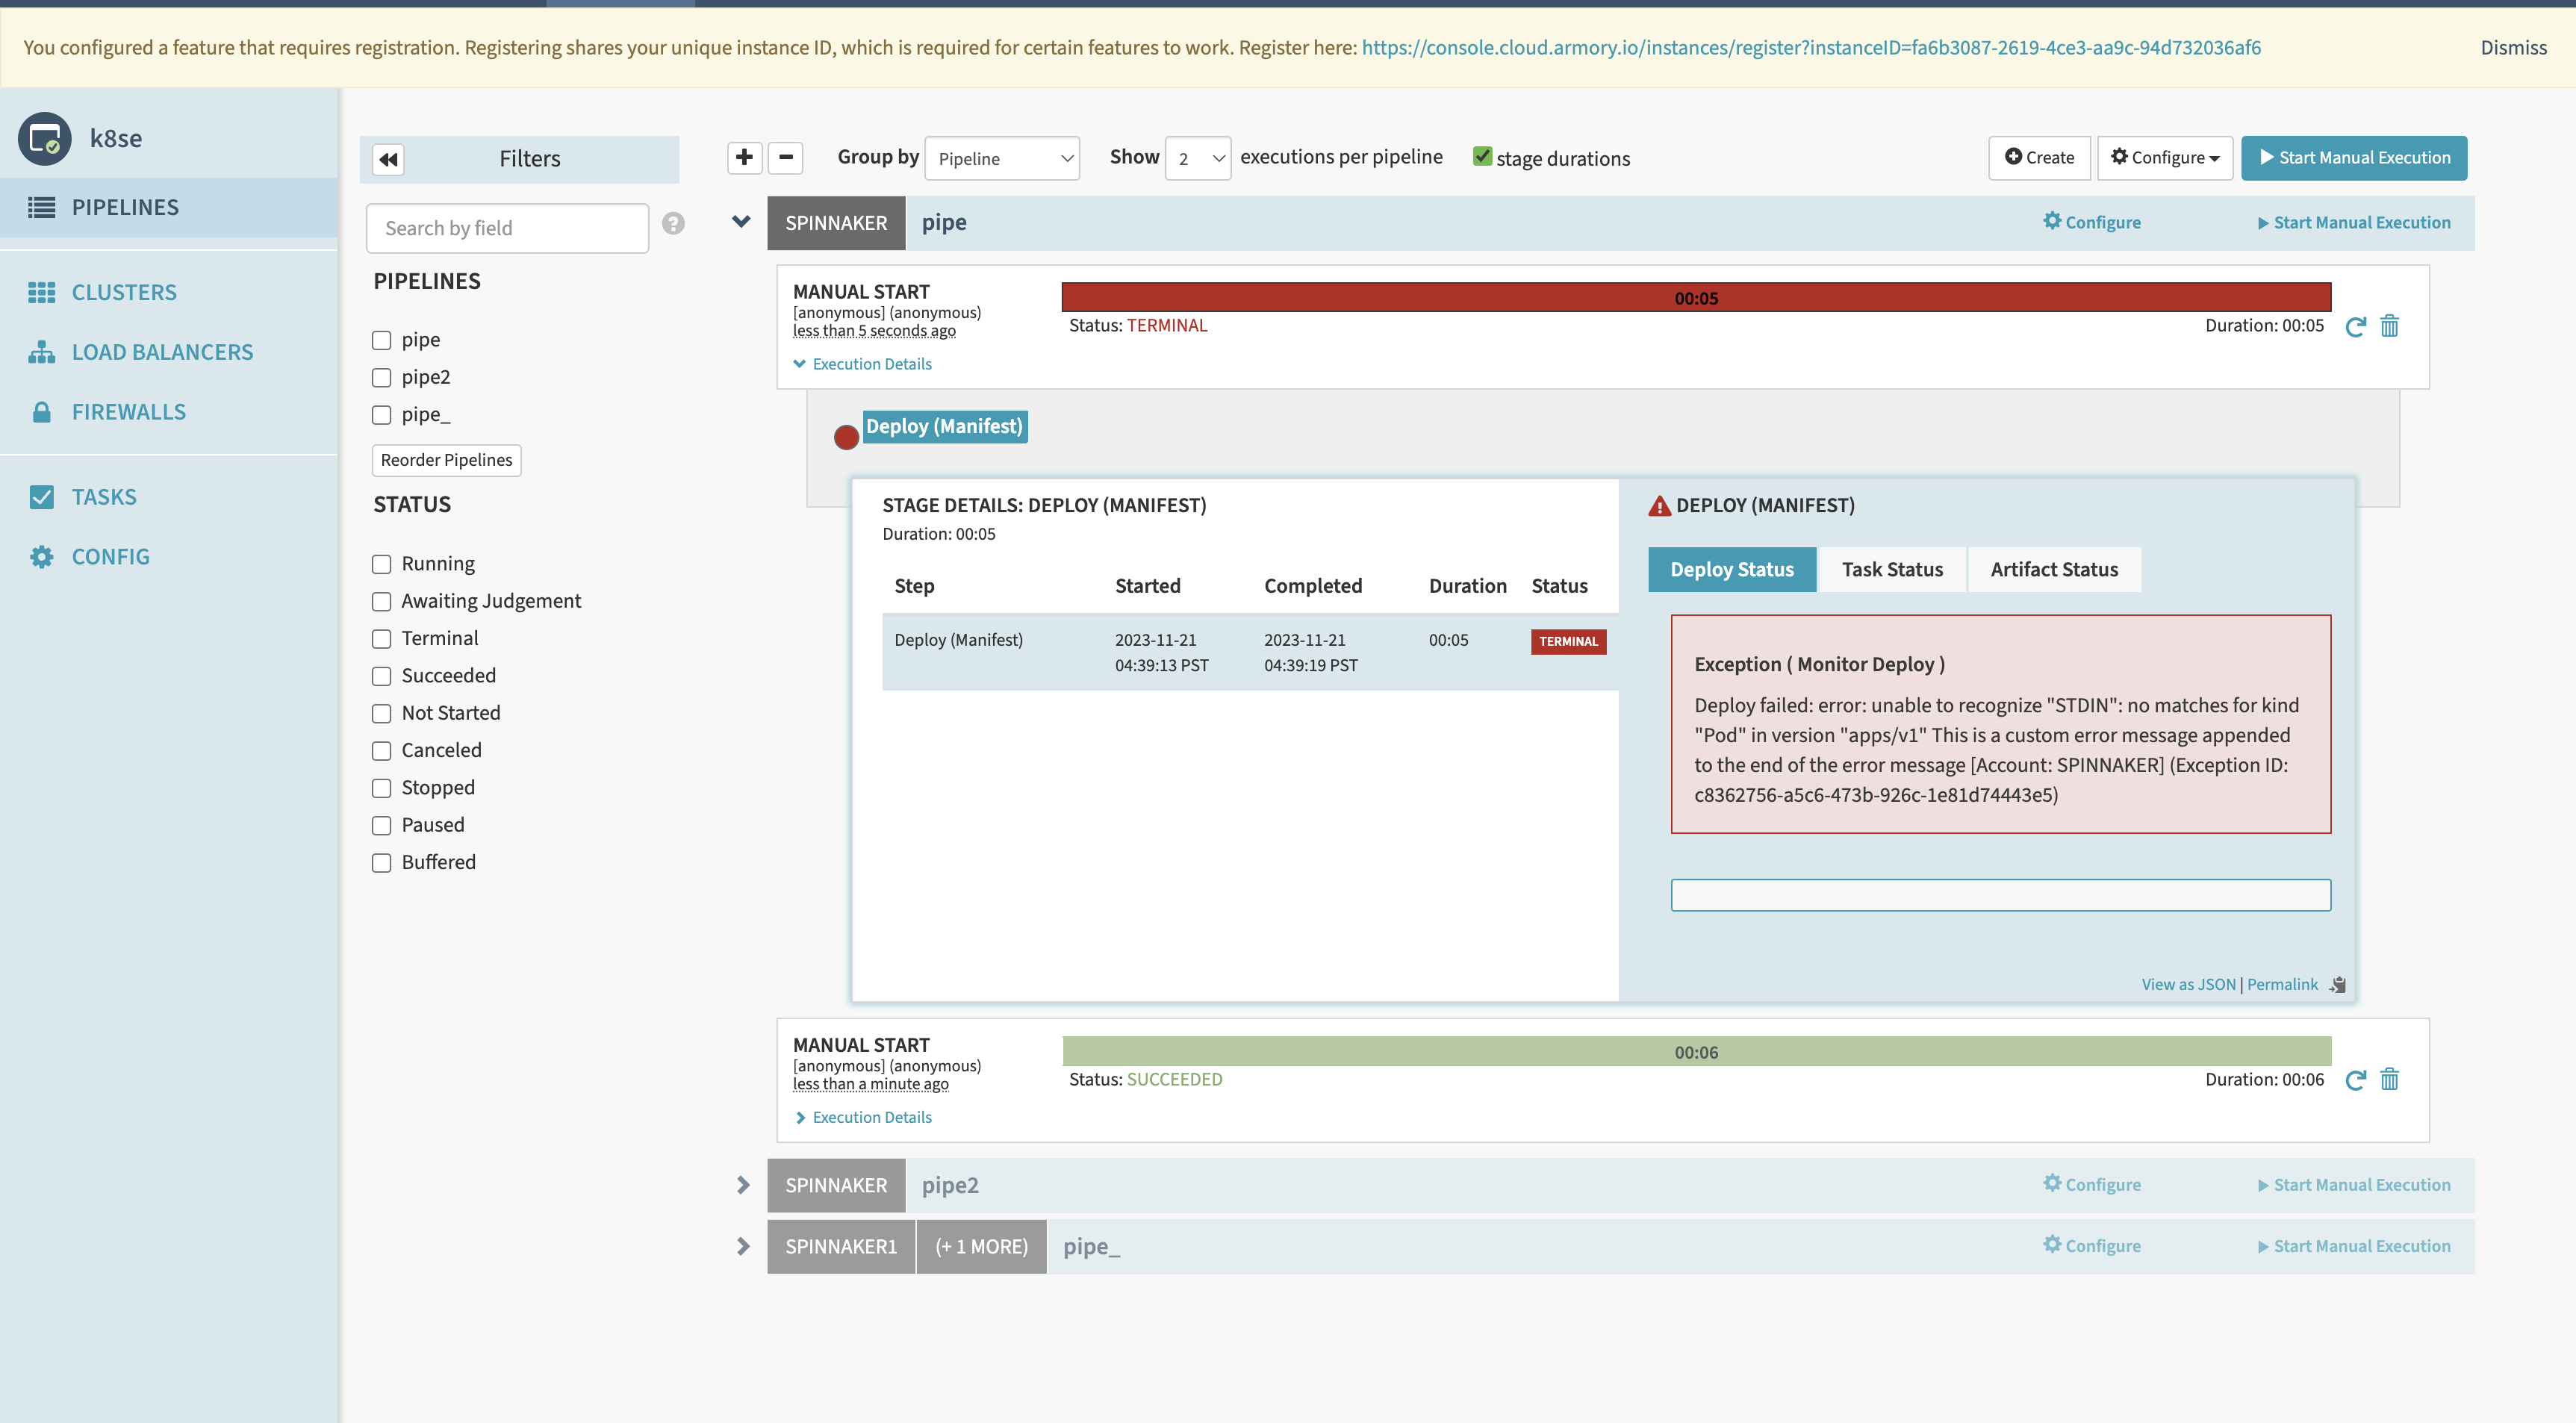 You configured a feature that requires registration. Registering shares your unique instance ID, which is required for certain features to work. Register here: https://console.cloud.armory.io/instances/register?instanceID=fa6b3087-2619-4ce3-aa9c-94d732036af6 Dismiss
k8se
PIPELINES
CLUSTERS
LOAD BALANCERS
FIREWALLS
TASKS
CONFIG
Filters
Search by field
PIPELINES
pipe
pipe2
pipe_
Reorder Pipelines
STATUS
Running
Awaiting Judgement
Terminal
Succeeded
Not Started
Canceled
Stopped
Paused
Buffered
Group by Pipeline Show 2 executions per pipeline stage durations Create Configure Start Manual Execution
SPINNAKER pipe Configure Start Manual Execution
MANUAL START
[anonymous] (anonymous)
less than 5 seconds ago
Execution Details
00:05
Status: TERMINAL Duration: 00:05
Deploy (Manifest)
STAGE DETAILS: DEPLOY (MANIFEST)
Duration: 00:05
Step Started Completed Duration Status
Deploy (Manifest) 2023-11-21 2023-11-21 00:05 TERMINAL
04:39:13 PST 04:39:19 PST
DEPLOY (MANIFEST)
Deploy Status Task Status Artifact Status
Exception ( Monitor Deploy )
Deploy failed: error: unable to recognize "STDIN": no matches for kind
"Pod" in version "apps/v1" This is a custom error message appended
to the end of the error message [Account: SPINNAKER] (Exception ID:
c8362756-a5c6-473b-926c-1e81d74443e5)
View as JSON | Permalink
MANUAL START
[anonymous] (anonymous)
less than a minute ago
Execution Details
00:06
Status: SUCCEEDED Duration: 00:06
SPINNAKER pipe2 Configure Start Manual Execution
SPINNAKER1 (+ 1 MORE) pipe_ Configure Start Manual Execution